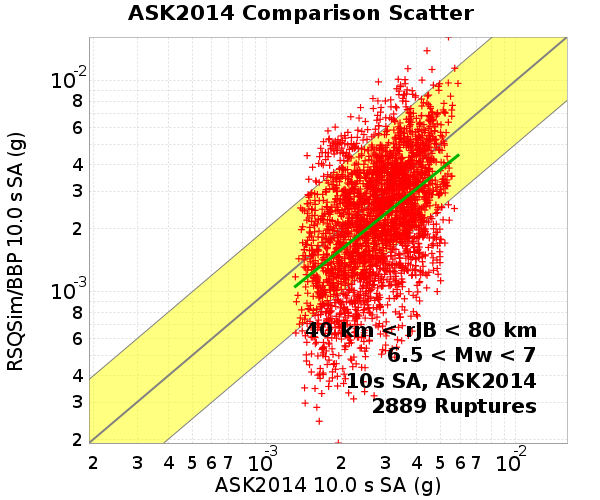 ASK2014 Comparison Scatter
RSQSim/BBP 10.0 s SA (g)
10-2
8
6
4
3
2
10-3
8
6
4
3
2
40 km < rJB < 80 km
6.5 < Mw < 7
10s SA, ASK2014
2889 Ruptures
2 3 4 5 6 7 10-3 2 3 4 5 6 7 10-2
ASK2014 10.0 s SA (g)